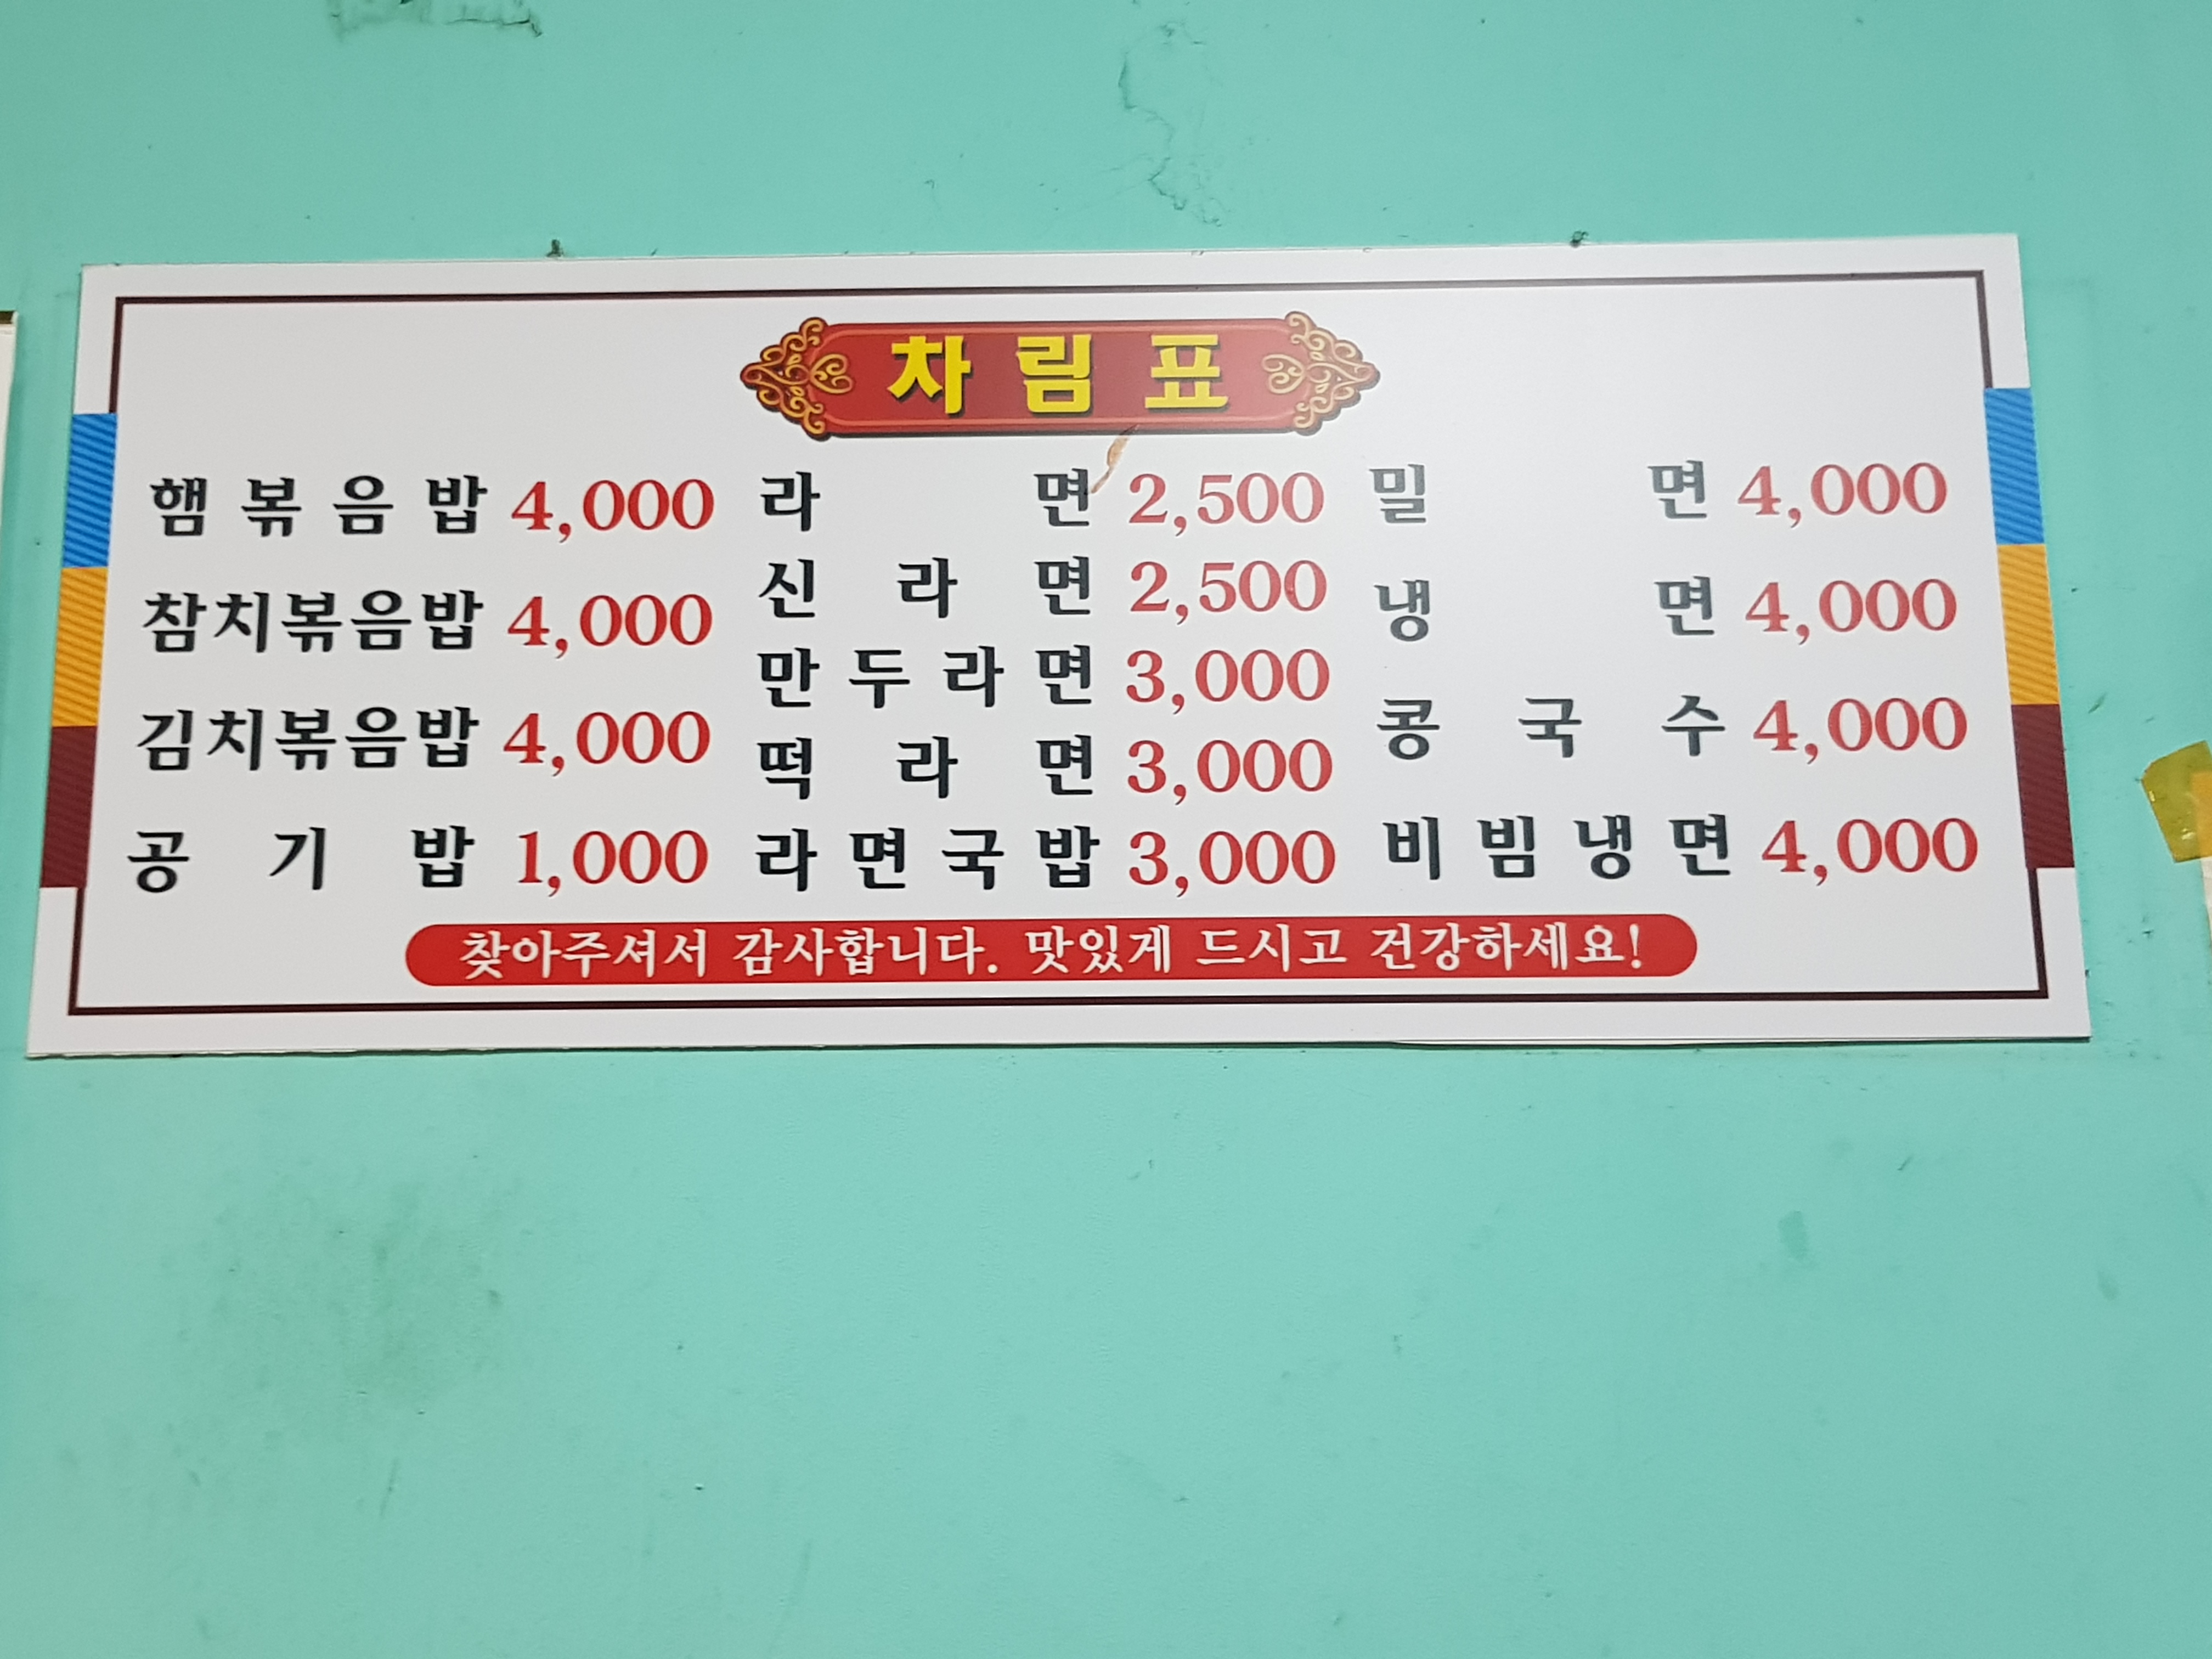 차림표
햄볶음밥 4,000
참치볶음밥 4,000
김치볶음밥 4,000
공기밥 1,000
라면 2,500
신라면 2,500
만두라면 3,000
떡라면 3,000
라면국밥 3,000
밀면 4,000
냉면 4,000
콩국수 4,000
비빔냉면 4,000
찾아주셔서 감사합니다. 맛있게 드시고 건강하세요!